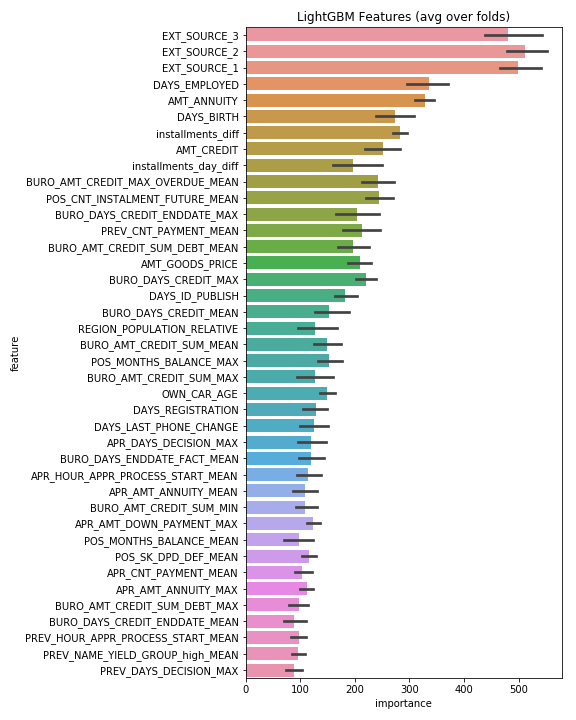 LightGBM Features (avg over folds)
EXT_SOURCE_3
EXT_SOURCE_2
EXT_SOURCE_1
DAYS_EMPLOYED
AMT_ANNUITY
DAYS_BIRTH
installments_diff
AMT_CREDIT
installments_day_diff
BURO_AMT_CREDIT_MAX_OVERDUE_MEAN
POS_CNT_INSTALMENT_FUTURE_MEAN
BURO_DAYS_CREDIT_ENDDATE_MAX
PREV_CNT_PAYMENT_MEAN
BURO_AMT_CREDIT_SUM_DEBT_MEAN
AMT_GOODS_PRICE
BURO_DAYS_CREDIT_MAX
DAYS_ID_PUBLISH
BURO_DAYS_CREDIT_MEAN
REGION_POPULATION_RELATIVE
BURO_AMT_CREDIT_SUM_MEAN
POS_MONTHS_BALANCE_MAX
BURO_AMT_CREDIT_SUM_MAX
OWN_CAR_AGE
DAYS_REGISTRATION
DAYS_LAST_PHONE_CHANGE
APR_DAYS_DECISION_MAX
BURO_DAYS_ENDDATE_FACT_MEAN
APR_HOUR_APPR_PROCESS_START_MEAN
APR_AMT_ANNUITY_MEAN
BURO_AMT_CREDIT_SUM_MIN
APR_AMT_DOWN_PAYMENT_MAX
POS_MONTHS_BALANCE_MEAN
POS_SK_DPD_DEF_MEAN
APR_CNT_PAYMENT_MEAN
APR_AMT_ANNUITY_MAX
BURO_AMT_CREDIT_SUM_DEBT_MAX
BURO_DAYS_CREDIT_ENDDATE_MEAN
PREV_HOUR_APPR_PROCESS_START_MEAN
PREV_NAME_YIELD_GROUP_high_MEAN
PREV_DAYS_DECISION_MAX
feature
0 100 200 300 400 500
importance